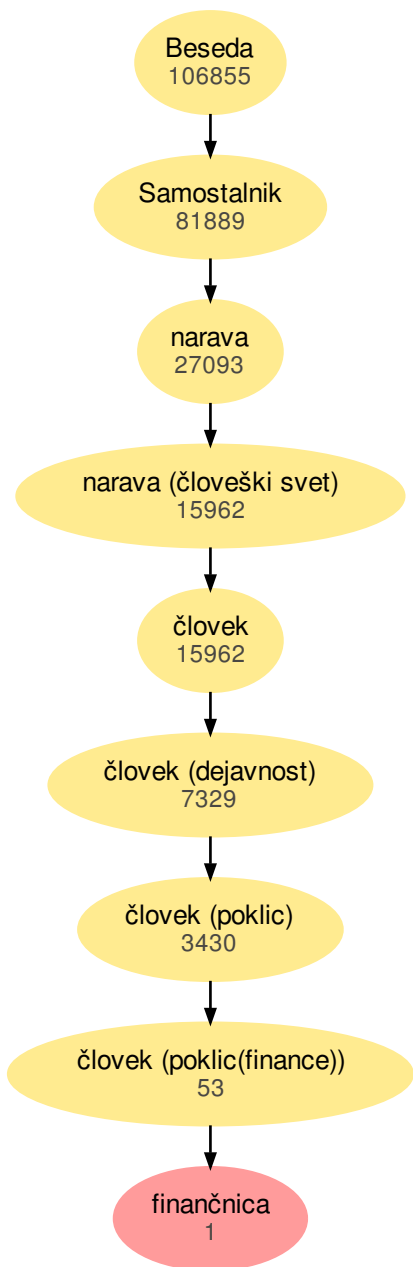 Beseda
106855
Samostalnik
81889
narava
27093
narava (človeški svet)
15962
človek
15962
človek (dejavnost)
7329
človek (poklic)
3430
človek (poklic(finance))
53
finančnica
1